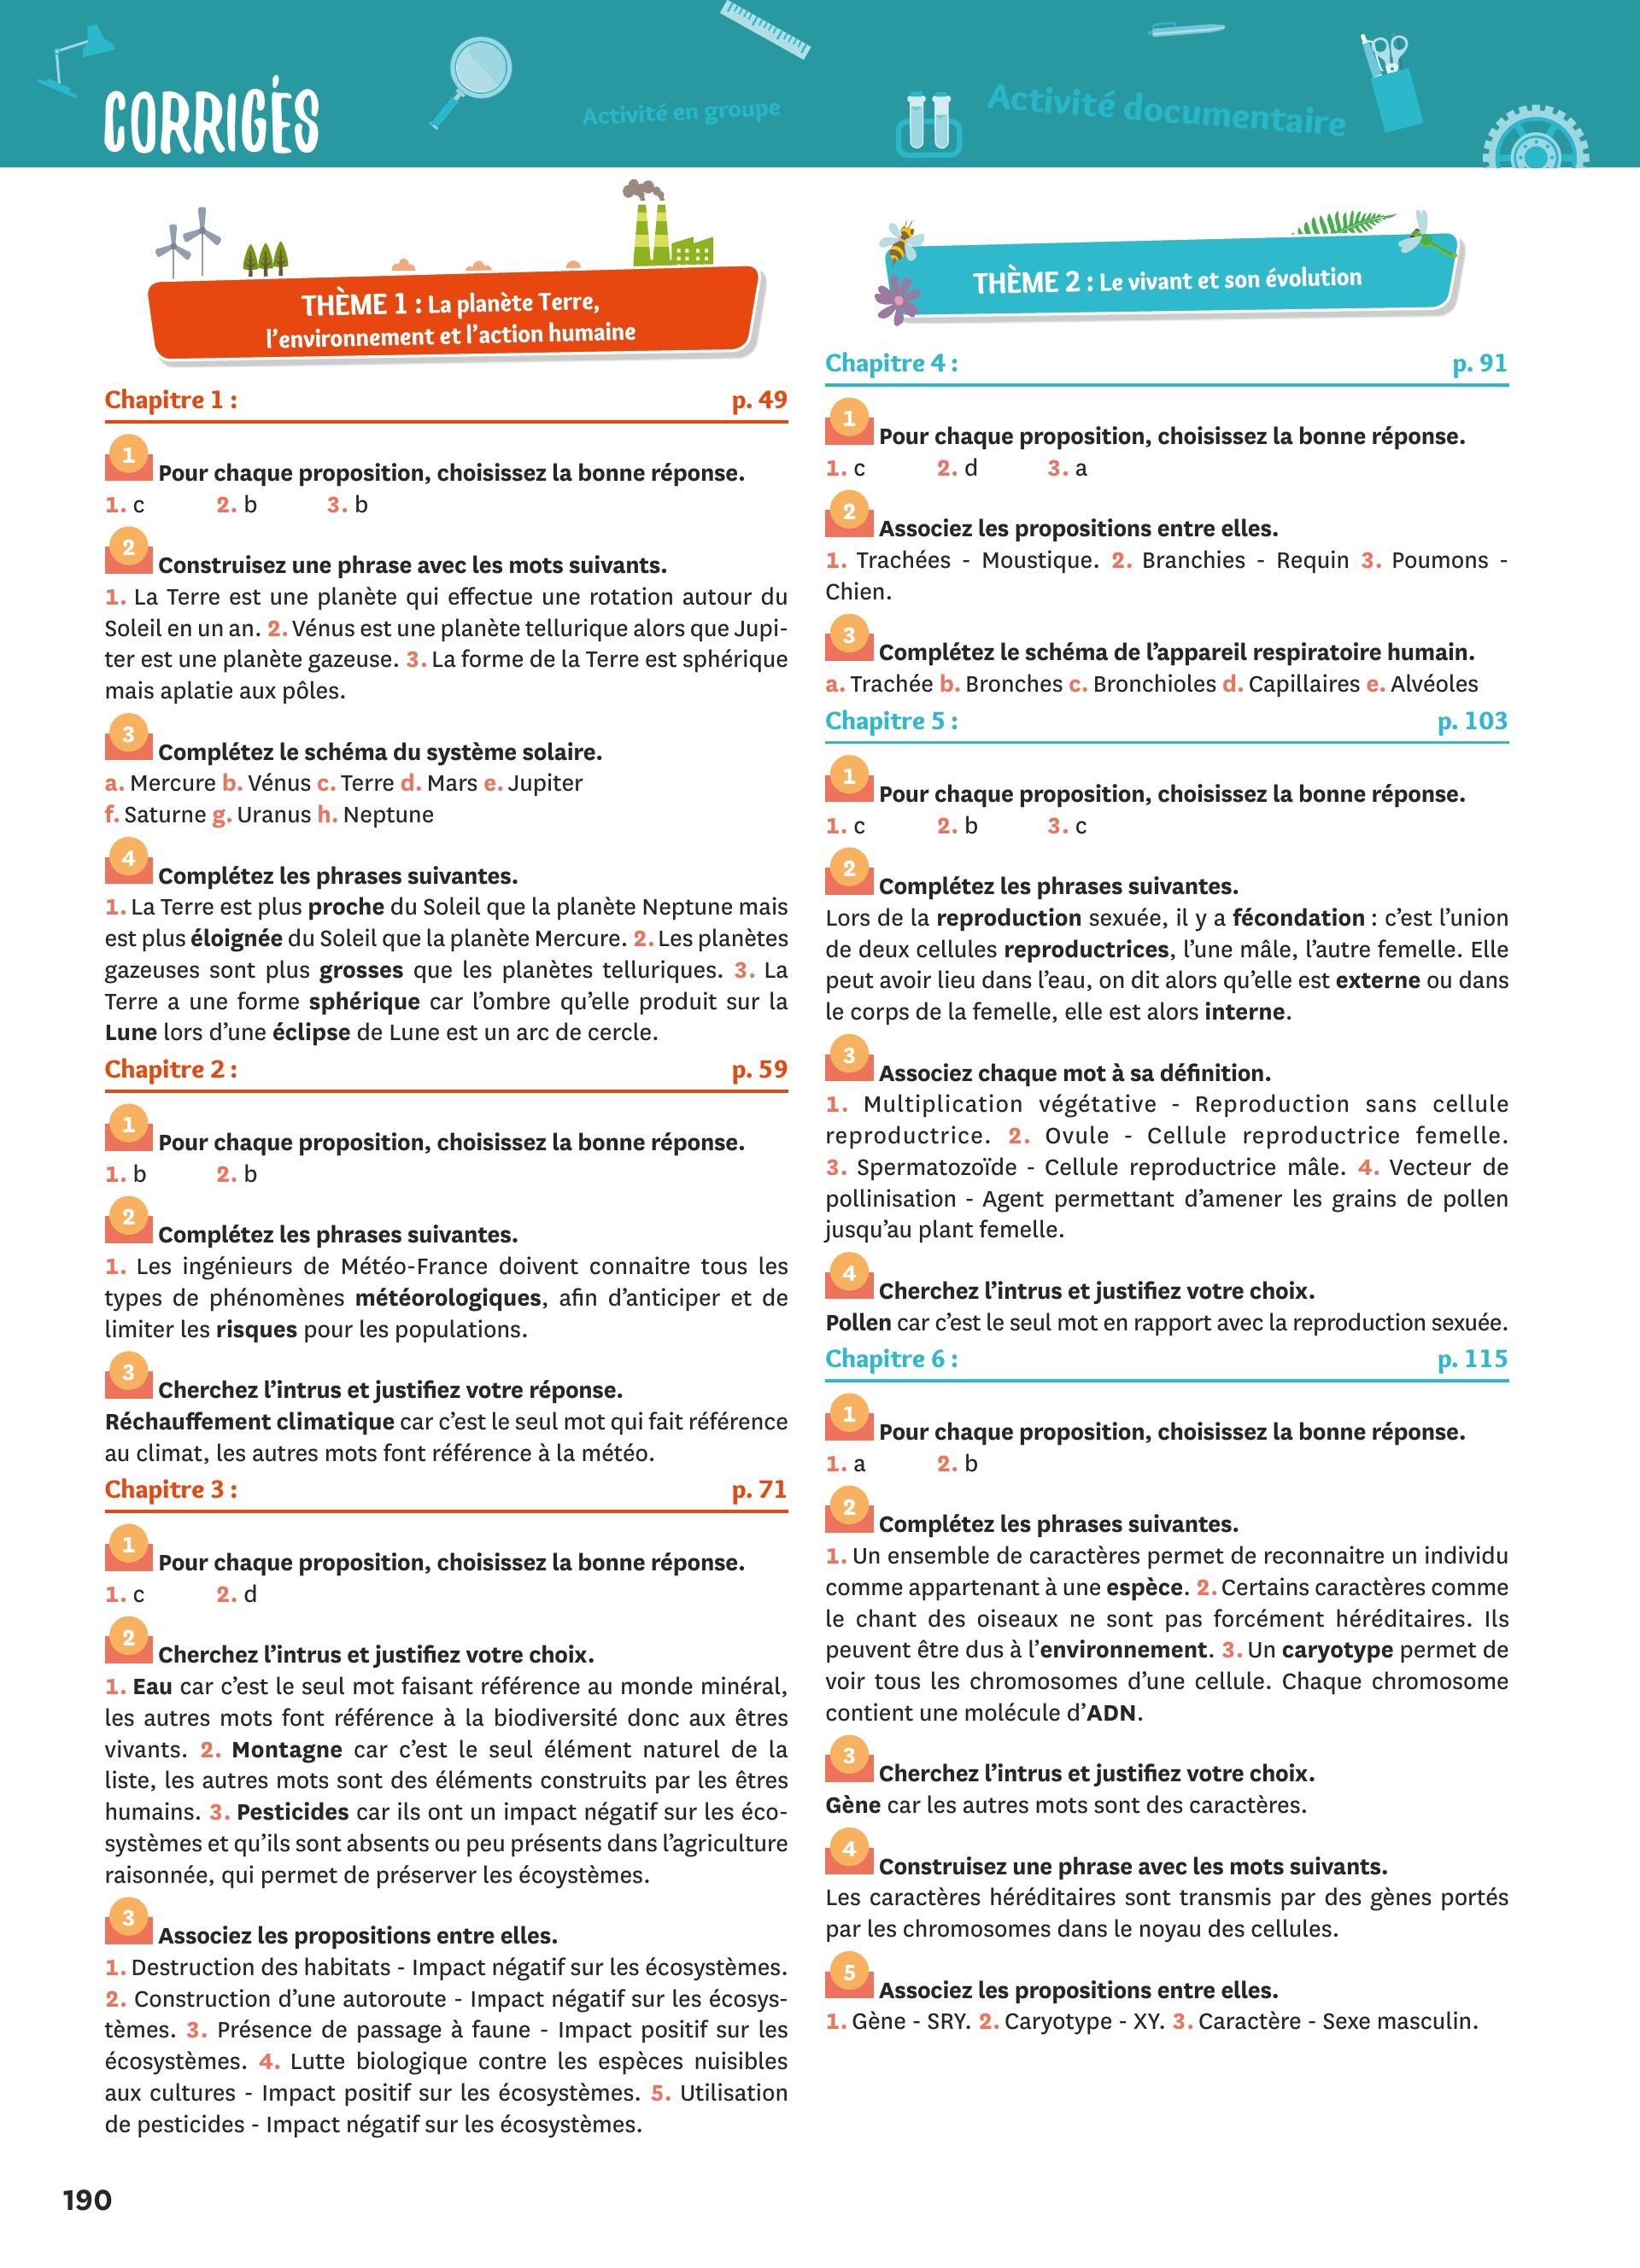 CORRIGÉS
Activité en groupe
Activité documentaire
THÈME 1 : La planète Terre,
l’environnement et l’action humaine
Chapitre 1 : p. 49
1 Pour chaque proposition, choisissez la bonne réponse.
1. c 2. b 3. b
2 Construisez une phrase avec les mots suivants.
1. La Terre est une planète qui effectue une rotation autour du
Soleil en un an. 2. Vénus est une planète tellurique alors que Jupi-
ter est une planète gazeuse. 3. La forme de la Terre est sphérique
mais aplatie aux pôles.
3 Complétez le schéma du système solaire.
a. Mercure b. Vénus c. Terre d. Mars e. Jupiter
f. Saturne g. Uranus h. Neptune
4 Complétez les phrases suivantes.
1. La Terre est plus proche du Soleil que la planète Neptune mais
est plus éloignée du Soleil que la planète Mercure. 2. Les planètes
gazeuses sont plus grosses que les planètes telluriques. 3. La
Terre a une forme sphérique car l’ombre qu’elle produit sur la
Lune lors d’une éclipse de Lune est un arc de cercle.
Chapitre 2 : p. 59
1 Pour chaque proposition, choisissez la bonne réponse.
1. b 2. b
2 Complétez les phrases suivantes.
1. Les ingénieurs de Météo-France doivent connaitre tous les
types de phénomènes météorologiques, afin d’anticiper et de
limiter les risques pour les populations.
3 Cherchez l’intrus et justifiez votre réponse.
Réchauffement climatique car c’est le seul mot qui fait référence
au climat, les autres mots font référence à la météo.
Chapitre 3 : p. 71
1 Pour chaque proposition, choisissez la bonne réponse.
1. c 2. d
2 Cherchez l’intrus et justifiez votre choix.
1. Eau car c’est le seul mot faisant référence au monde minéral,
les autres mots font référence à la biodiversité donc aux êtres
vivants. 2. Montagne car c’est le seul élément naturel de la
liste, les autres mots sont des éléments construits par les êtres
humains. 3. Pesticides car ils ont un impact négatif sur les éco-
systèmes et qu’ils sont absents ou peu présents dans l’agriculture
raisonnée, qui permet de préserver les écoystèmes.
3 Associez les propositions entre elles.
1. Destruction des habitats - Impact négatif sur les écosystèmes.
2. Construction d’une autoroute - Impact négatif sur les écosys-
tèmes. 3. Présence de passage à faune - Impact positif sur les
écosystèmes. 4. Lutte biologique contre les espèces nuisibles
aux cultures - Impact positif sur les écosystèmes. 5. Utilisation
de pesticides - Impact négatif sur les écosystèmes.
THÈME 2 : Le vivant et son évolution
Chapitre 4 : p. 91
1 Pour chaque proposition, choisissez la bonne réponse.
1. c 2. d 3. a
2 Associez les propositions entre elles.
1. Trachées - Moustique. 2. Branchies - Requin 3. Poumons -
Chien.
3 Complétez le schéma de l’appareil respiratoire humain.
a. Trachée b. Bronches c. Bronchioles d. Capillaires e. Alvéoles
Chapitre 5 : p. 103
1 Pour chaque proposition, choisissez la bonne réponse.
1. c 2. b 3. c
2 Complétez les phrases suivantes.
Lors de la reproduction sexuée, il y a fécondation : c’est l’union
de deux cellules reproductrices, l’une mâle, l’autre femelle. Elle
peut avoir lieu dans l’eau, on dit alors qu’elle est externe ou dans
le corps de la femelle, elle est alors interne.
3 Associez chaque mot à sa définition.
1. Multiplication végétative - Reproduction sans cellule
reproductrice. 2. Ovule - Cellule reproductrice femelle.
3. Spermatozoïde - Cellule reproductrice mâle. 4. Vecteur de
pollinisation - Agent permettant d’amener les grains de pollen
jusqu’au plant femelle.
4 Cherchez l’intrus et justifiez votre choix.
Pollen car c’est le seul mot en rapport avec la reproduction sexuée.
Chapitre 6 : p. 115
1 Pour chaque proposition, choisissez la bonne réponse.
1. a 2. b
2 Complétez les phrases suivantes.
1. Un ensemble de caractères permet de reconnaitre un individu
comme appartenant à une espèce. 2. Certains caractères comme
le chant des oiseaux ne sont pas forcément héréditaires. Ils
peuvent être dus à l’environnement. 3. Un caryotype permet de
voir tous les chromosomes d’une cellule. Chaque chromosome
contient une molécule d’ADN.
3 Cherchez l’intrus et justifiez votre choix.
Gène car les autres mots sont des caractères.
4 Construisez une phrase avec les mots suivants.
Les caractères héréditaires sont transmis par des gènes portés
par les chromosomes dans le noyau des cellules.
5 Associez les propositions entre elles.
1. Gène - SRY. 2. Caryotype - XY. 3. Caractère - Sexe masculin.
190